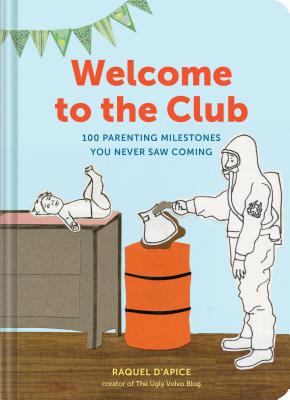 Welcome
to the Club
100 PARENTING MILESTONES
YOU NEVER SAW COMING
RAQUEL D'APICE
creator of The Ugly Volvo Blog